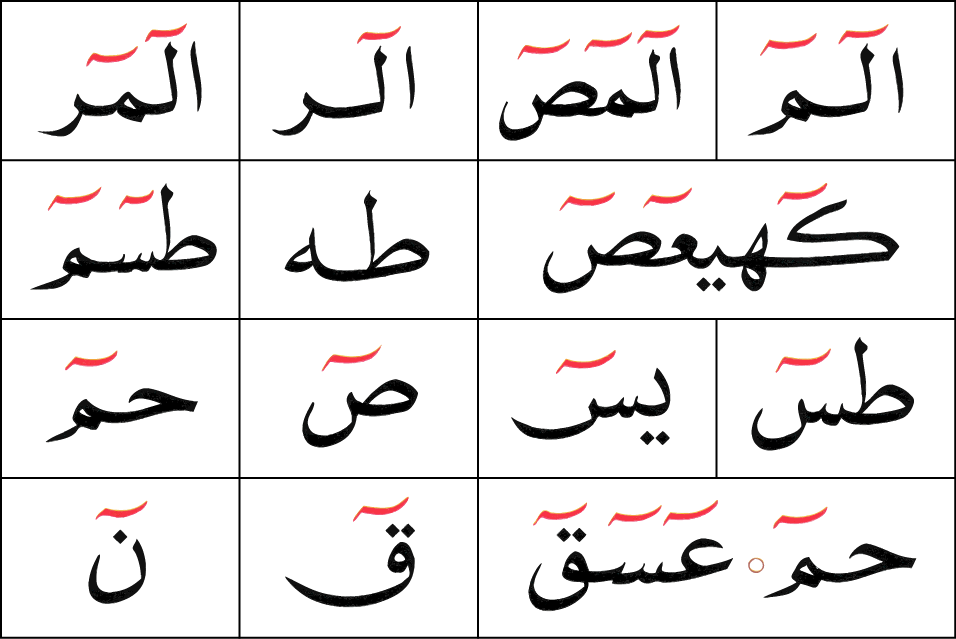 الٓمٓ الٓمٓصٓ الٓر الٓمٓر
كٓهيعٓصٓ طه طسٓمٓ
طسٓ يسٓ صٓ حمٓ
حمٓ ۝ عٓسٓقٓ قٓ نٓ